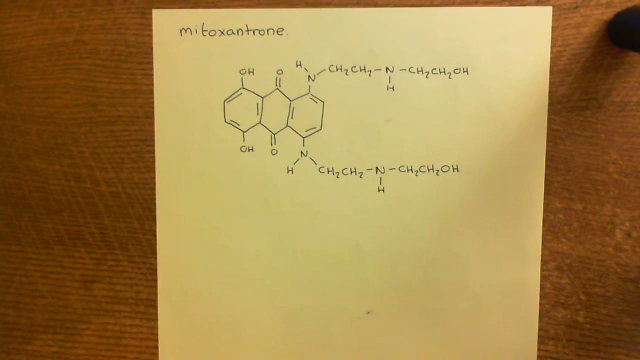 mitoxantrone.
OH O H N CH₂CH₂-N-CH₂CH₂OH
H
OH O N
H CH₂CH₂-N-CH₂CH₂OH
H